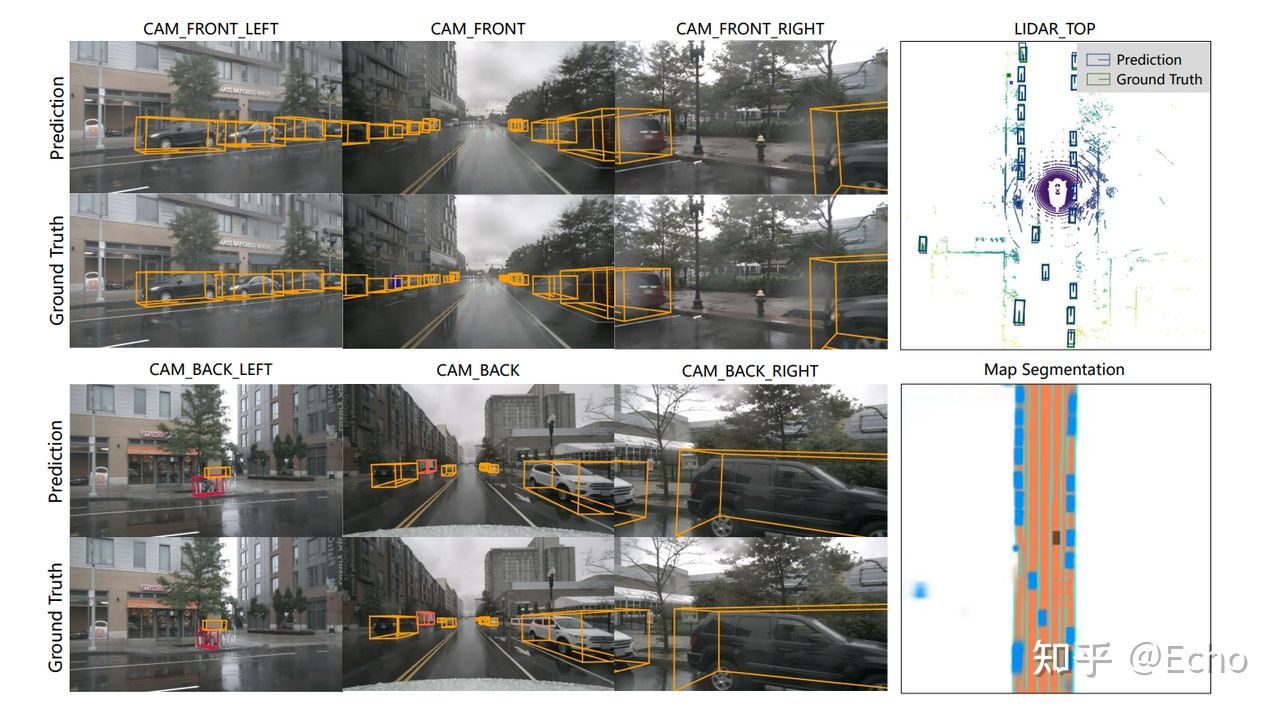 CAM_FRONT_LEFT
CAM_FRONT
CAM_FRONT_RIGHT
LIDAR_TOP
Prediction
Prediction
Ground Truth
Ground Truth
CAM_BACK_LEFT
CAM_BACK
CAM_BACK_RIGHT
Map Segmentation
Prediction
Ground Truth
知乎 @Echo